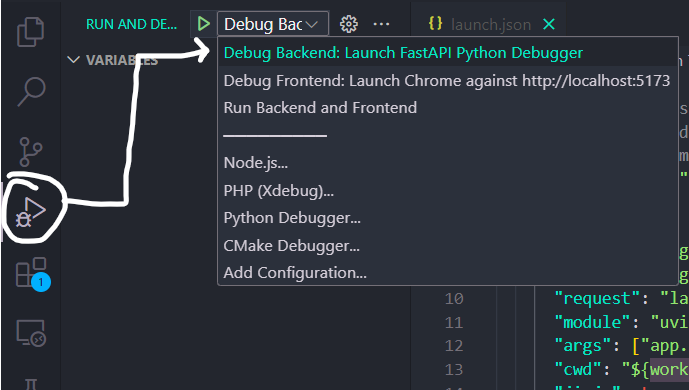 RUN AND DE...
Debug Bac
...
launch.json
VARIABLES
Debug Backend: Launch FastAPI Python Debugger
Debug Frontend: Launch Chrome against http://localhost:5173
Run Backend and Frontend
Node.js...
PHP (Xdebug)...
Python Debugger...
CMake Debugger...
Add Configuration...
1
10 "request": "la
11 "module": "uvi
12 "args": ["app.
13 "cwd": "${work